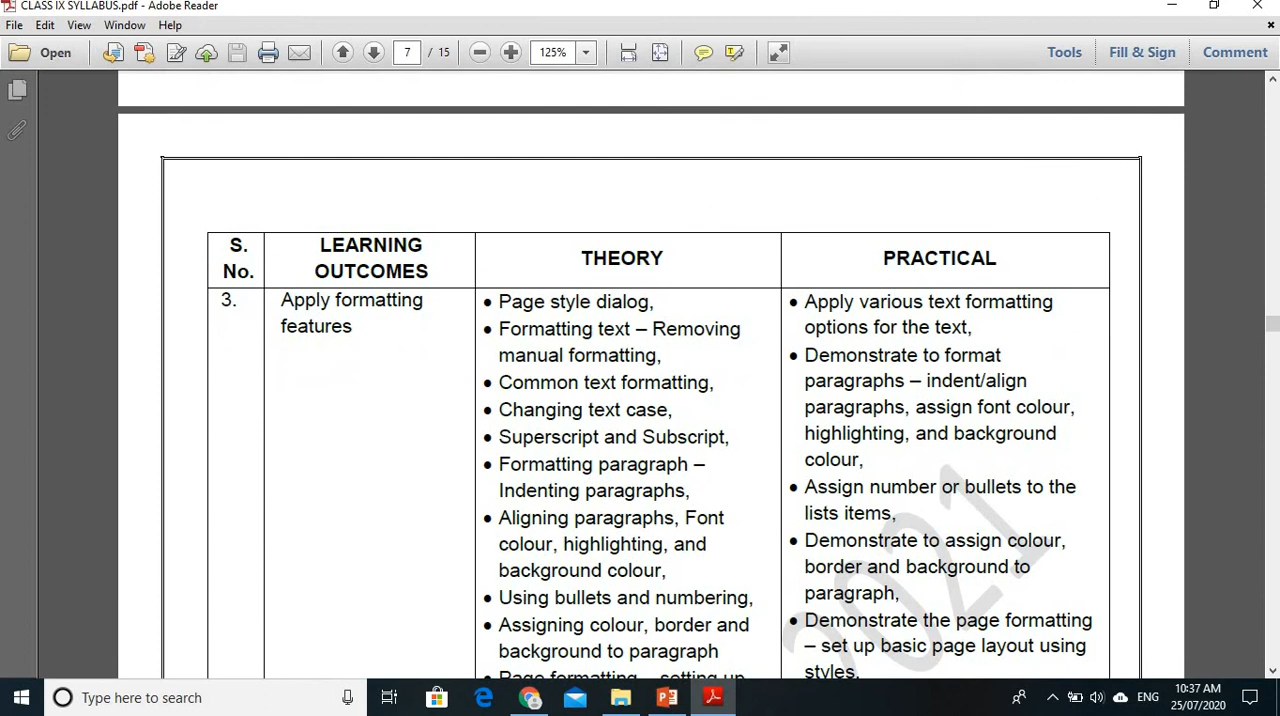 CLASS IX SYLLABUS.pdf - Adobe Reader
File Edit View Window Help
Open 7 / 15 125% Tools Fill & Sign Comment
S. No. LEARNING OUTCOMES THEORY PRACTICAL
3.
Apply formatting
features
• Page style dialog,
• Formatting text – Removing
manual formatting,
• Common text formatting,
• Changing text case,
• Superscript and Subscript,
• Formatting paragraph –
Indenting paragraphs,
• Aligning paragraphs, Font
colour, highlighting, and
background colour,
• Using bullets and numbering,
• Assigning colour, border and
background to paragraph
Page formatting – setting up
• Apply various text formatting
options for the text,
• Demonstrate to format
paragraphs – indent/align
paragraphs, assign font colour,
highlighting, and background
colour,
• Assign number or bullets to the
lists items,
• Demonstrate to assign colour,
border and background to
paragraph,
• Demonstrate the page formatting
– set up basic page layout using
styles,
2021
Type here to search
ENG
10:37 AM
25/07/2020